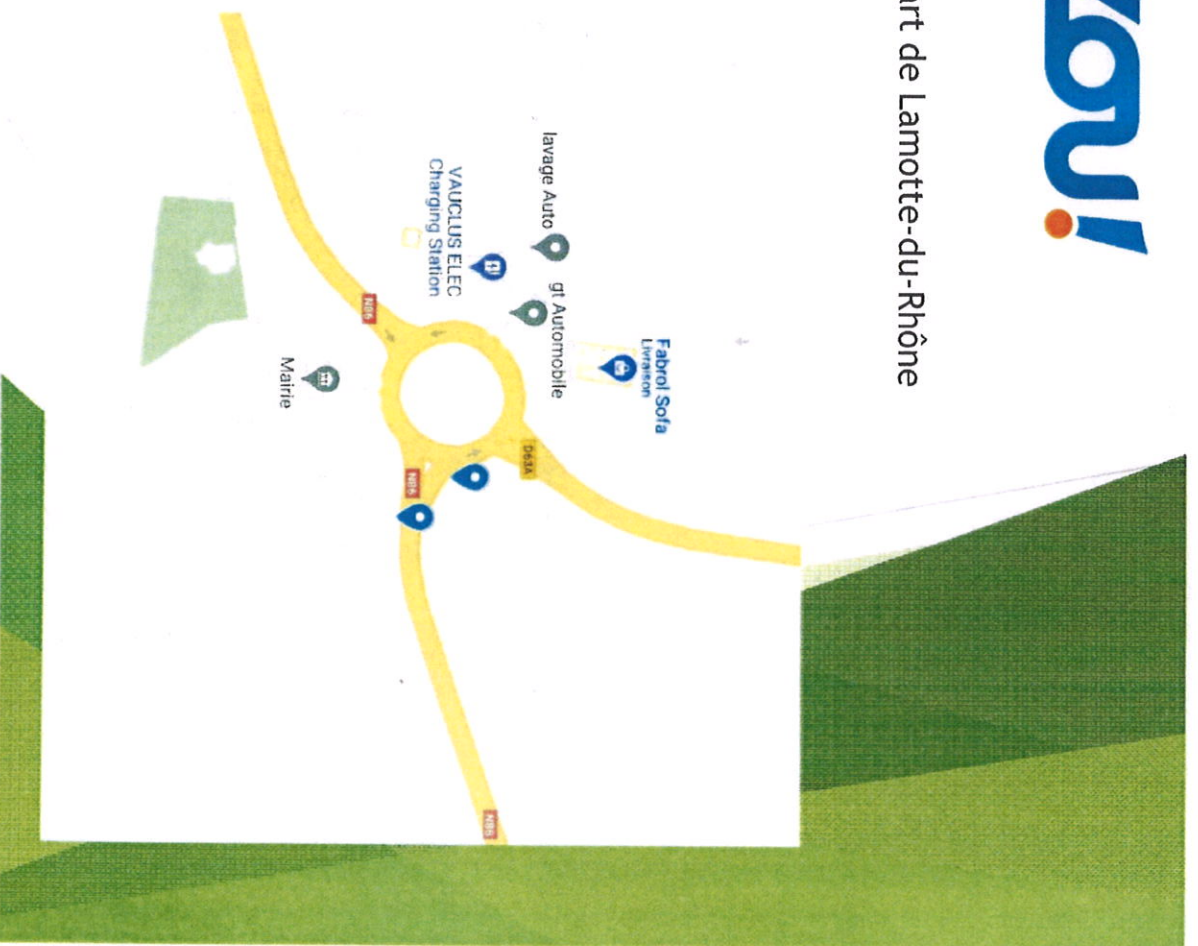 zou!
art de Lamotte-du-Rhône
Fabrol Sofa
Livraison
gt Automobile
lavage Auto
D63A
N86
VAUCLUS ELEC
Charging Station
N86
N86
Mairie